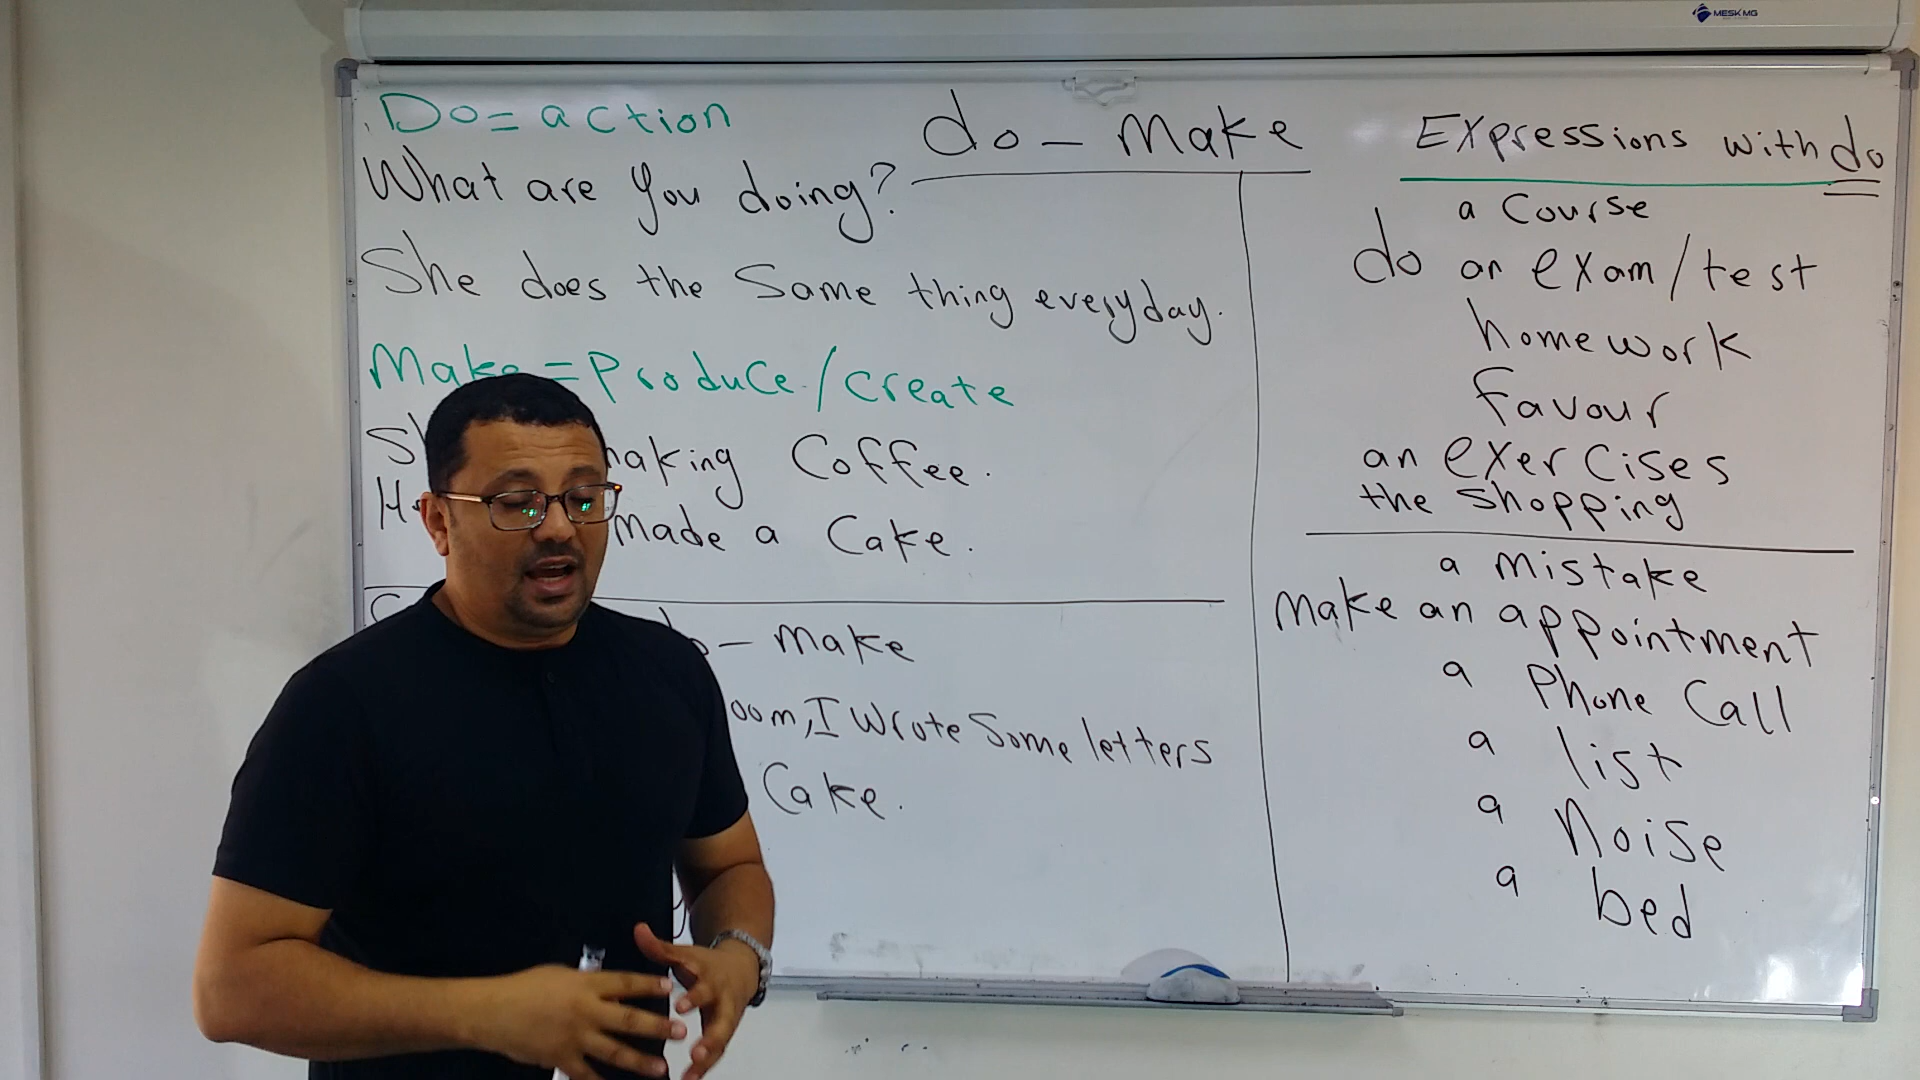 MESK MG
do – Make
Do = action
What are you doing?
She does the same thing everyday.
Make = Produce / create
making Coffee.
made a Cake.
– make
I wrote some letters
Cake.
Expressions with do
a Course
do an exam / test
homework
favour
an exercises
the shopping
a mistake
Make an appointment
a Phone Call
a list
a Noise
a bed